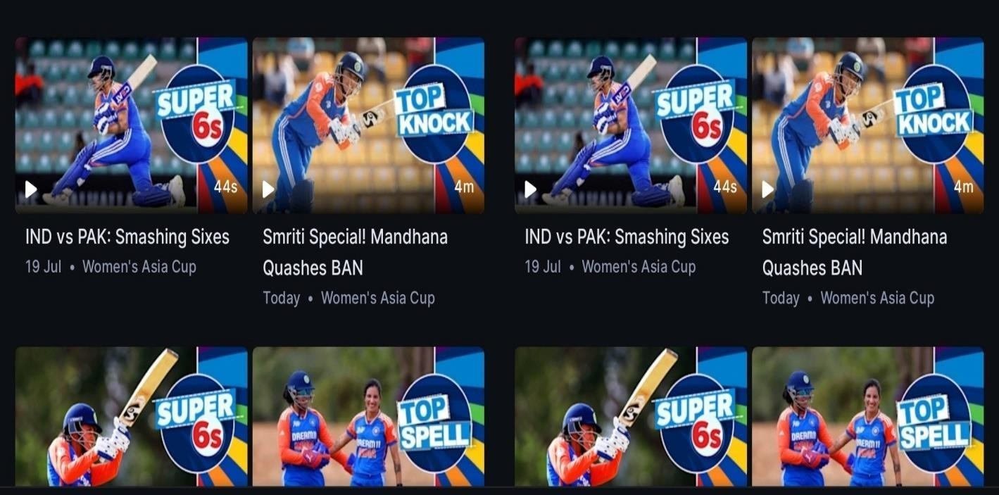 SUPER
6s
44s
TOP
KNOCK
4m
SUPER
6s
44s
TOP
KNOCK
4m
IND vs PAK: Smashing Sixes
19 Jul • Women's Asia Cup
Smriti Special! Mandhana
Quashes BAN
Today • Women's Asia Cup
IND vs PAK: Smashing Sixes
19 Jul • Women's Asia Cup
Smriti Special! Mandhana
Quashes BAN
Today • Women's Asia Cup
SUPER
6s
DREAM11
DREAM11
TOP
SPELL
SUPER
6s
DREAM11
DREAM11
TOP
SPELL